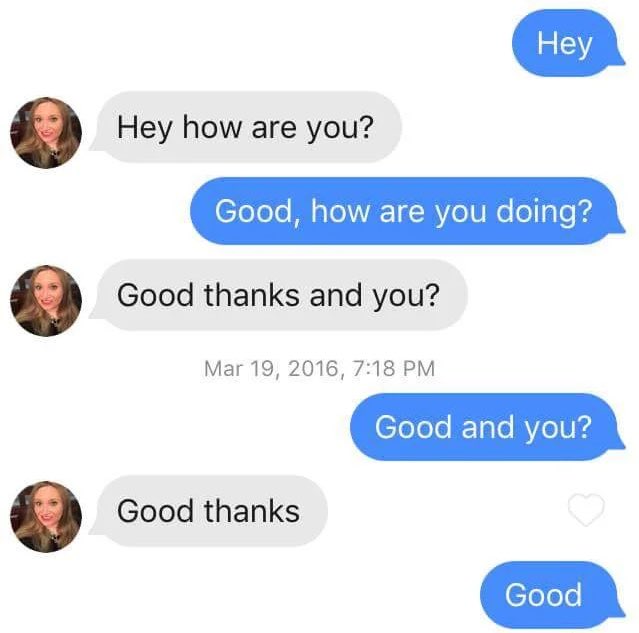 Hey
Hey how are you?
Good, how are you doing?
Good thanks and you?
Mar 19, 2016, 7:18 PM
Good and you?
Good thanks
Good